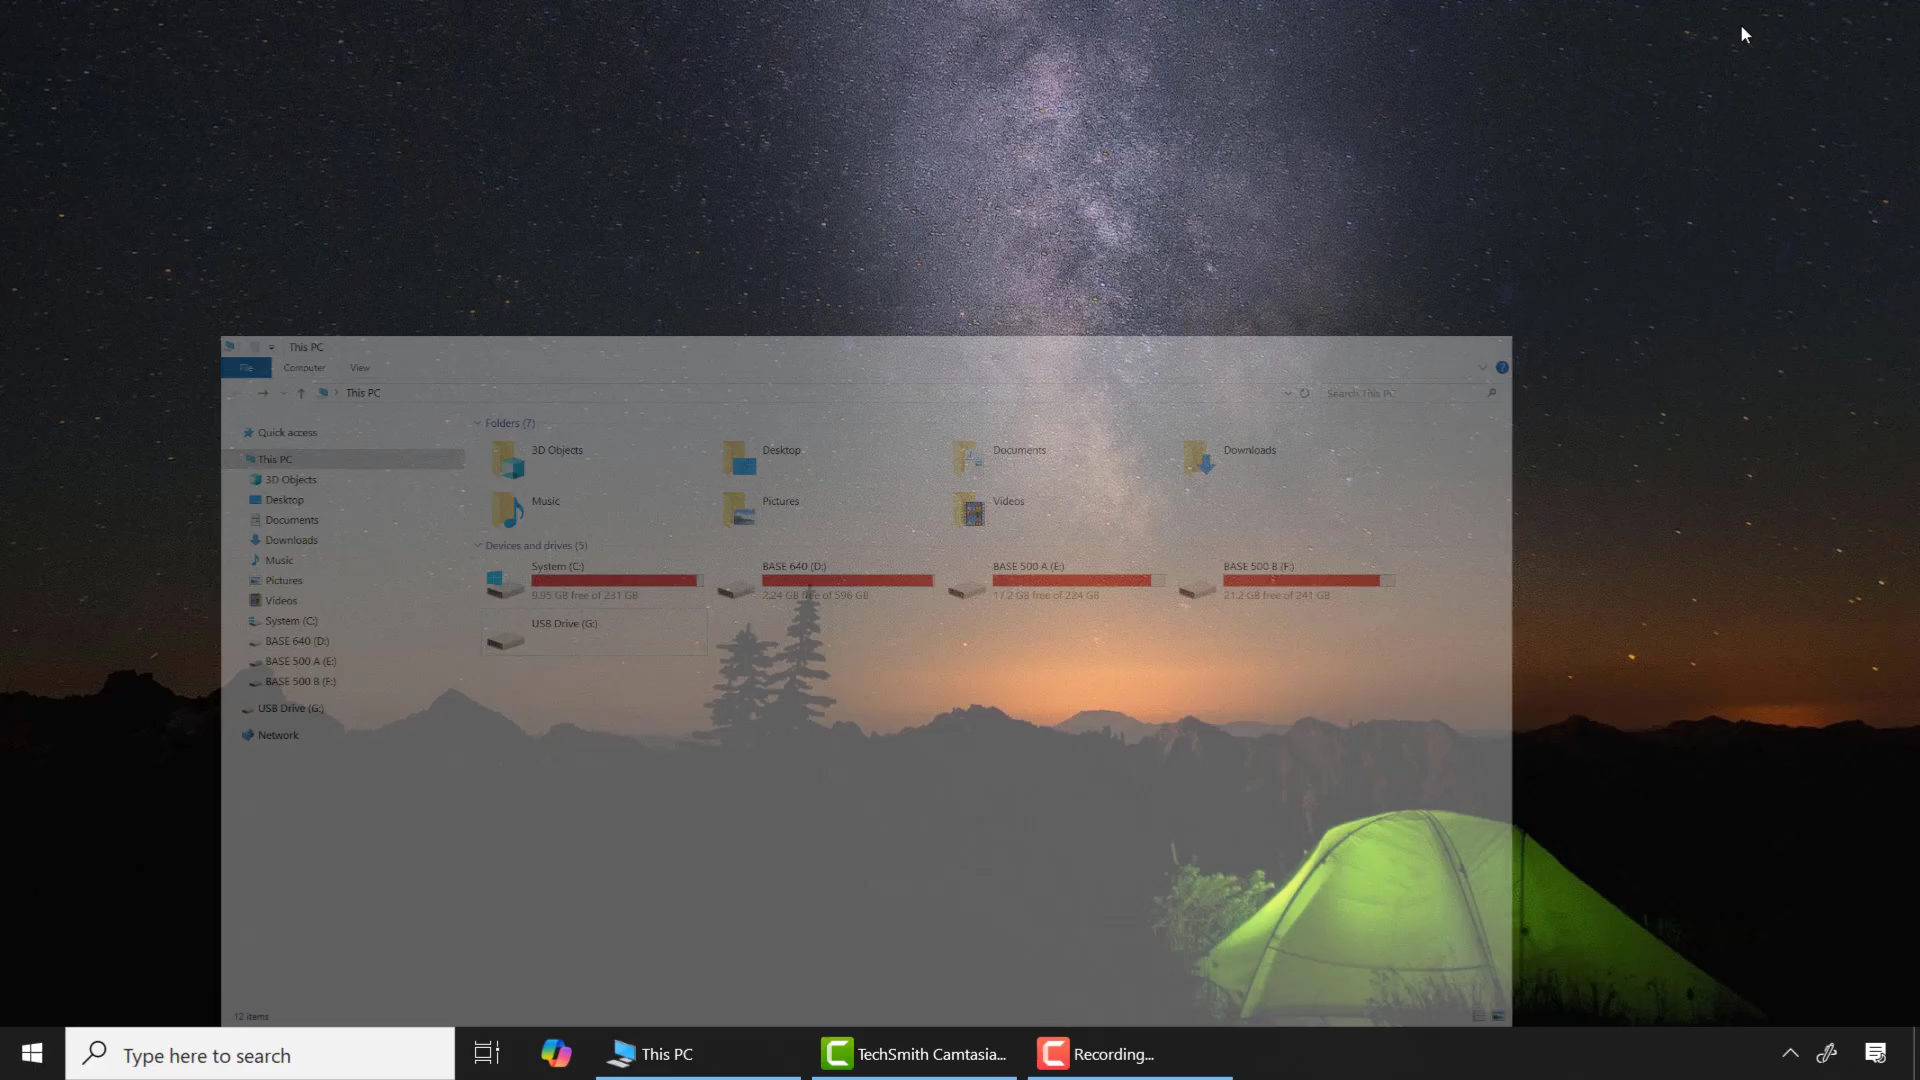 This PC
File Computer View
This PC
Search This PC
Quick access
This PC
3D Objects
Desktop
Documents
Downloads
Music
Pictures
Videos
System (C:)
BASE 640 (D:)
BASE 500 A (E:)
BASE 500 B (F:)
USB Drive (G:)
Network
Folders (7)
3D Objects Desktop Documents Downloads
Music Pictures Videos
Devices and drives (5)
System (C:) BASE 640 (D:) BASE 500 A (E:) BASE 500 B (F:)
9.95 GB free of 231 GB 2.24 GB free of 596 GB 17.2 GB free of 224 GB 21.2 GB free of 241 GB
USB Drive (G:)
12 items
Type here to search This PC TechSmith Camtasia... Recording...